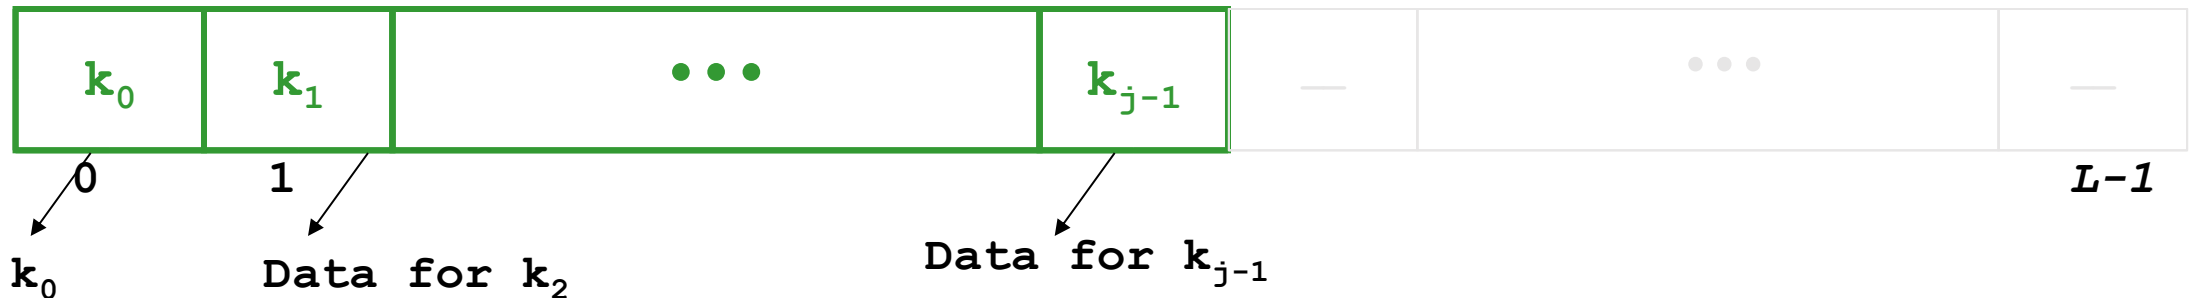 k₀ k₁ ••• kⱼ₋₁ — ••• —
0 1 L-1
k₀ Data for k₂ Data for kⱼ₋₁